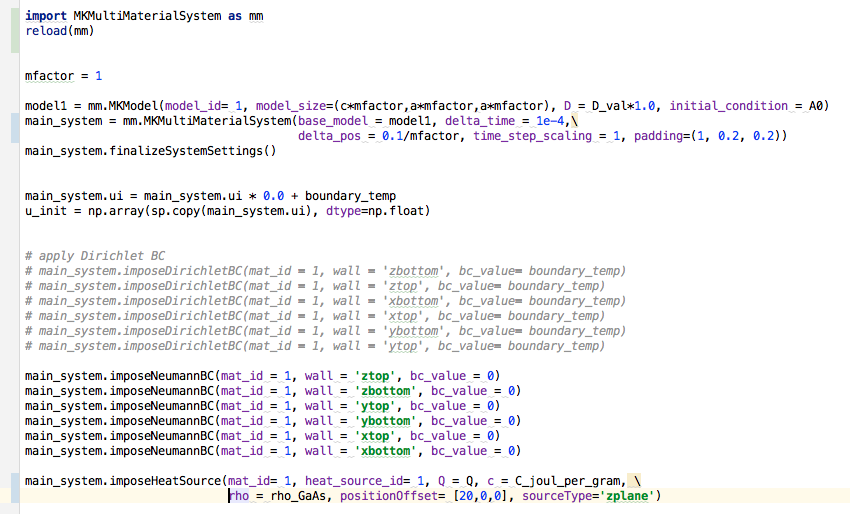 import MKMultiMaterialSystem as mm
reload(mm)
mfactor = 1
model1 = mm.MKModel(model_id= 1, model_size=(c*mfactor,a*mfactor,a*mfactor), D = D_val*1.0, initial_condition = A0)
main_system = mm.MKMultiMaterialSystem(base_model = model1, delta_time = 1e-4,\
delta_pos = 0.1/mfactor, time_step_scaling = 1, padding=(1, 0.2, 0.2))
main_system.finalizeSystemSettings()
main_system.ui = main_system.ui * 0.0 + boundary_temp
u_init = np.array(sp.copy(main_system.ui), dtype=np.float)
# apply Dirichlet BC
# main_system.imposeDirichletBC(mat_id = 1, wall = 'zbottom', bc_value= boundary_temp)
# main_system.imposeDirichletBC(mat_id = 1, wall = 'ztop', bc_value= boundary_temp)
# main_system.imposeDirichletBC(mat_id = 1, wall = 'xbottom', bc_value= boundary_temp)
# main_system.imposeDirichletBC(mat_id = 1, wall = 'xtop', bc_value= boundary_temp)
# main_system.imposeDirichletBC(mat_id = 1, wall = 'ybottom', bc_value= boundary_temp)
# main_system.imposeDirichletBC(mat_id = 1, wall = 'ytop', bc_value= boundary_temp)
main_system.imposeNeumannBC(mat_id = 1, wall = 'ztop', bc_value = 0)
main_system.imposeNeumannBC(mat_id = 1, wall = 'zbottom', bc_value = 0)
main_system.imposeNeumannBC(mat_id = 1, wall = 'ytop', bc_value = 0)
main_system.imposeNeumannBC(mat_id = 1, wall = 'ybottom', bc_value = 0)
main_system.imposeNeumannBC(mat_id = 1, wall = 'xtop', bc_value = 0)
main_system.imposeNeumannBC(mat_id = 1, wall = 'xbottom', bc_value = 0)
main_system.imposeHeatSource(mat_id= 1, heat_source_id= 1, Q = Q, c = C_joul_per_gram, \
rho = rho_GaAs, positionOffset= [20,0,0], sourceType='zplane')